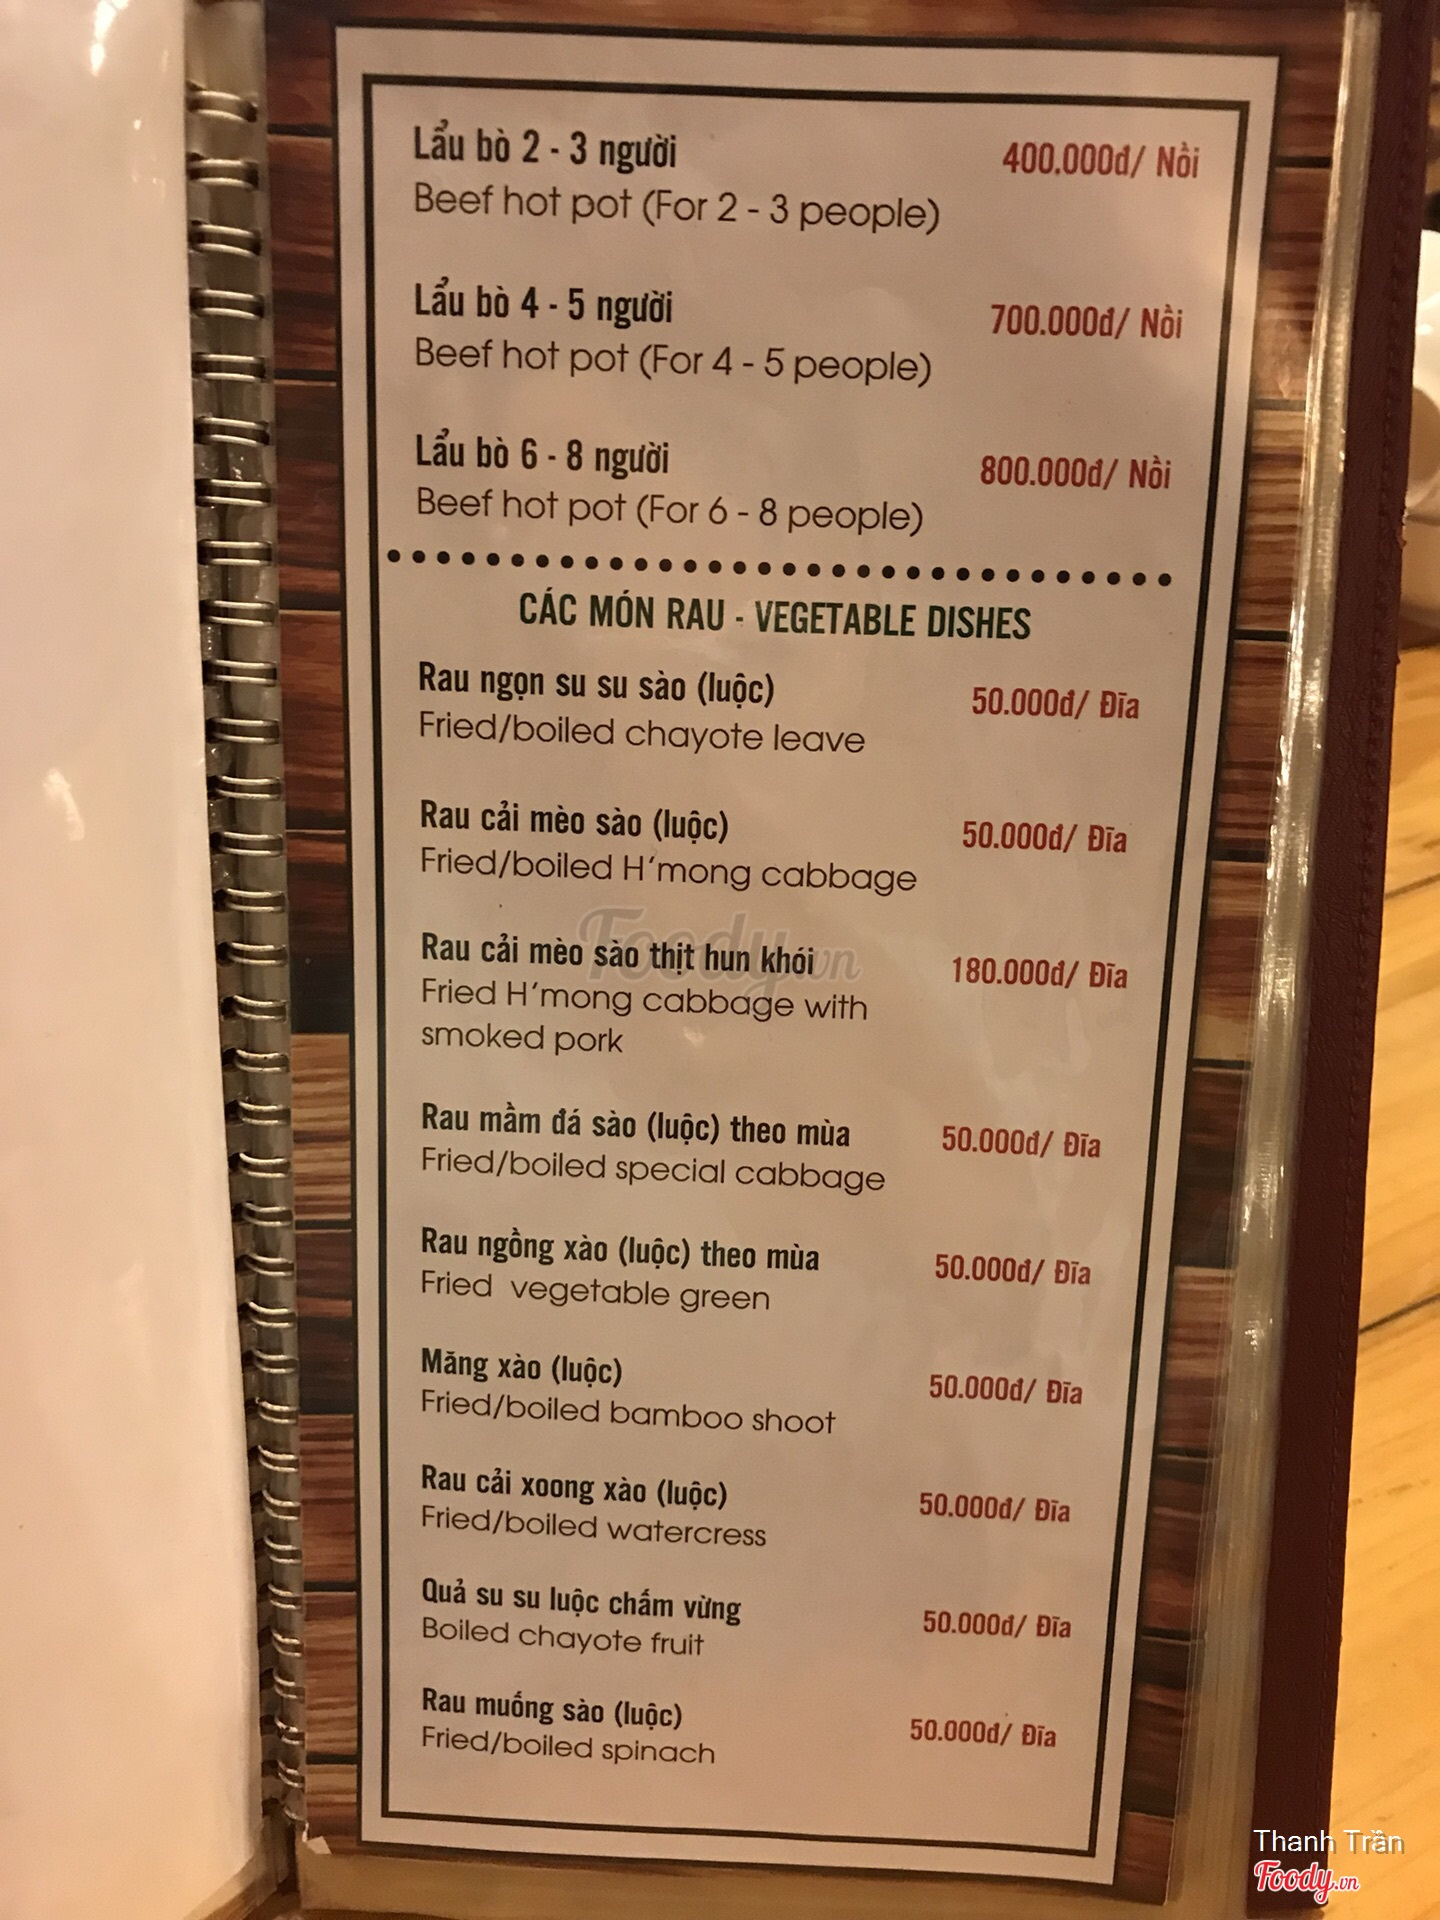 Lẩu bò 2 - 3 người
400.000đ/ Nồi
Beef hot pot (For 2 - 3 people)
Lẩu bò 4 - 5 người
700.000đ/ Nồi
Beef hot pot (For 4 - 5 people)
Lẩu bò 6 - 8 người
800.000đ/ Nồi
Beef hot pot (For 6 - 8 people)
CÁC MÓN RAU - VEGETABLE DISHES
Rau ngọn su su sào (luộc)
50.000đ/ Đĩa
Fried/boiled chayote leave
Rau cải mèo sào (luộc)
50.000đ/ Đĩa
Fried/boiled H'mong cabbage
Rau cải mèo sào thịt hun khói
180.000đ/ Đĩa
Fried H'mong cabbage with
smoked pork
Foody.vn
Rau mầm đá sào (luộc) theo mùa
50.000đ/ Đĩa
Fried/boiled special cabbage
Rau ngồng xào (luộc) theo mùa
50.000đ/ Đĩa
Fried vegetable green
Măng xào (luộc)
50.000đ/ Đĩa
Fried/boiled bamboo shoot
Rau cải xoong xào (luộc)
50.000đ/ Đĩa
Fried/boiled watercress
Quả su su luộc chấm vừng
50.000đ/ Đĩa
Boiled chayote fruit
Rau muống sào (luộc)
50.000đ/ Đĩa
Fried/boiled spinach
Thanh Trần
Foody.vn